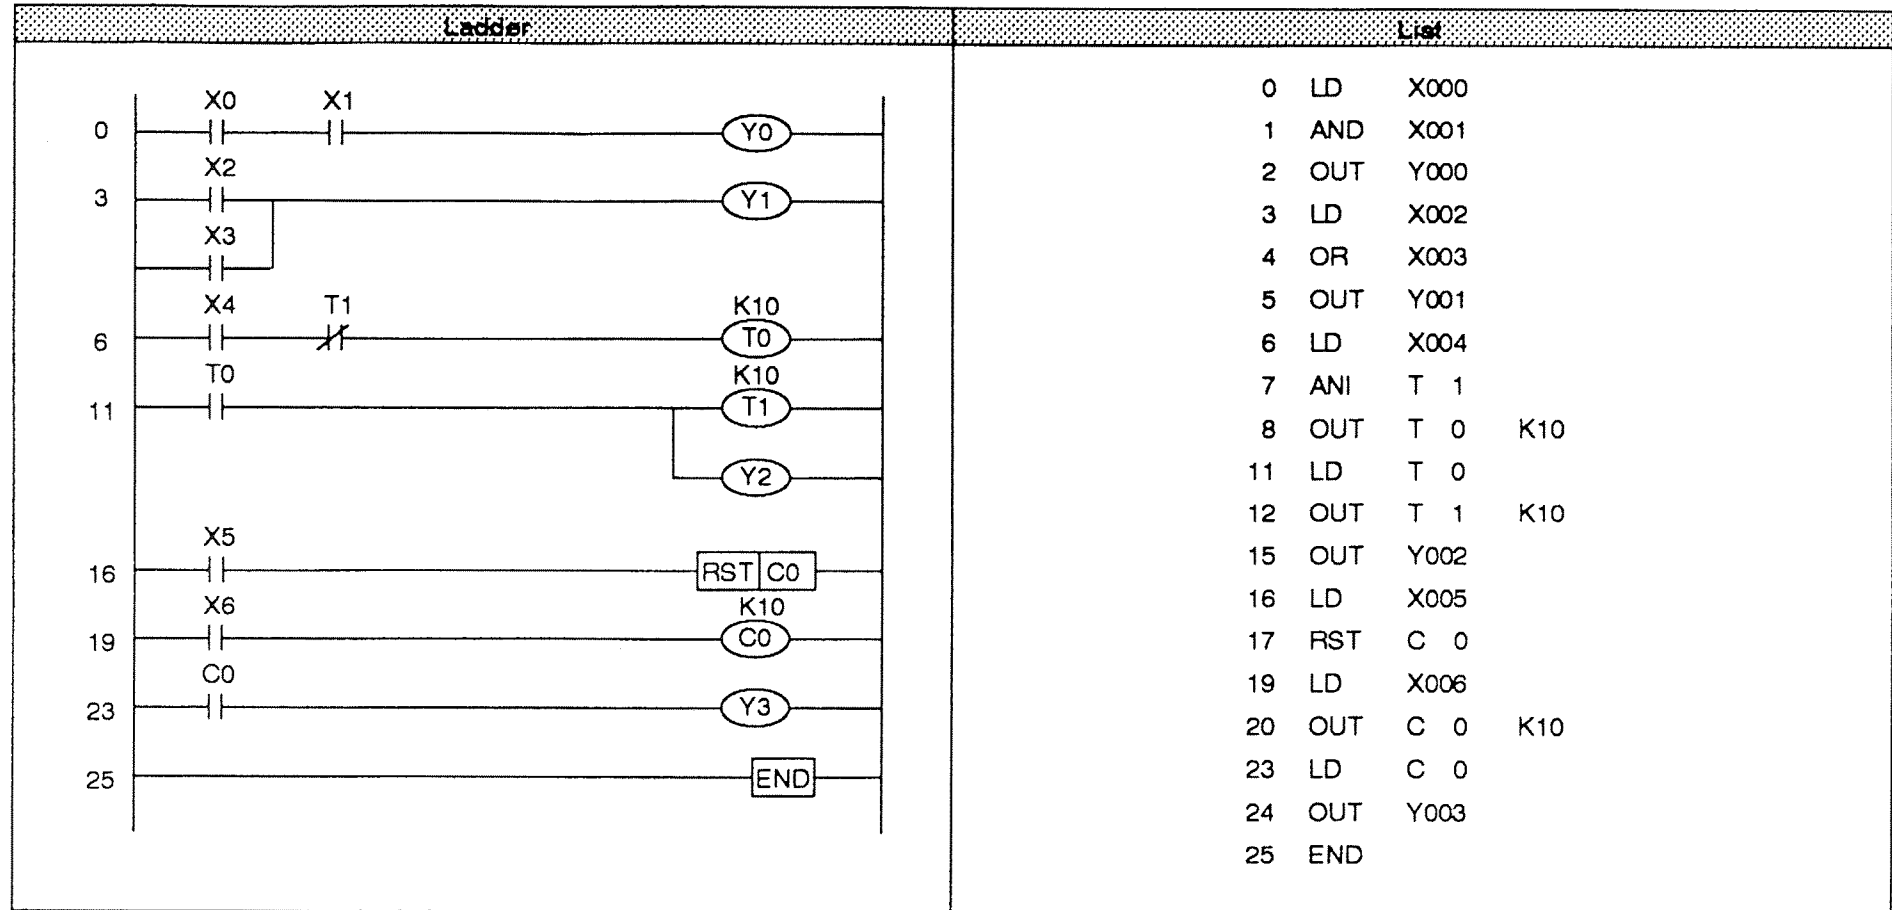 Ladder
X0 X1
0 Y0
X2
3 Y1
X3
X4 T1 K10
6 T0
T0 K10
11 T1
Y2
X5
16 RST C0
X6 K10
19 C0
C0
23 Y3
25 END
List
0 LD X000
1 AND X001
2 OUT Y000
3 LD X002
4 OR X003
5 OUT Y001
6 LD X004
7 ANI T 1
8 OUT T 0 K10
11 LD T 0
12 OUT T 1 K10
15 OUT Y002
16 LD X005
17 RST C 0
19 LD X006
20 OUT C 0 K10
23 LD C 0
24 OUT Y003
25 END